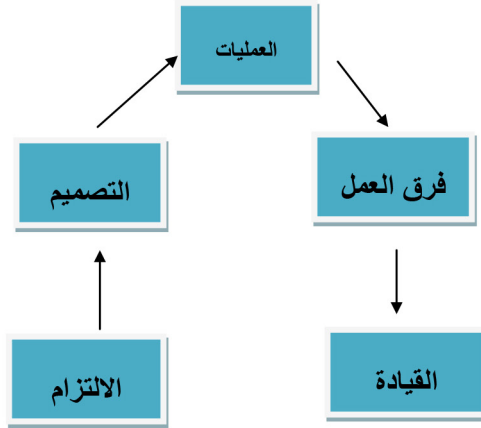 العمليات
فرق العمل
التصميم
القيادة
الالتزام